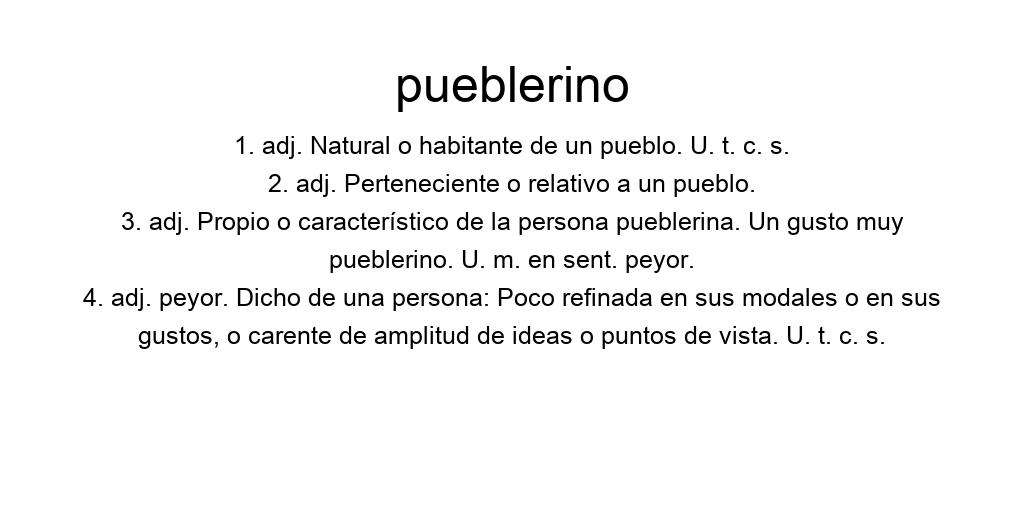 pueblerino
1. adj. Natural o habitante de un pueblo. U. t. c. s.
2. adj. Perteneciente o relativo a un pueblo.
3. adj. Propio o característico de la persona pueblerina. Un gusto muy
pueblerino. U. m. en sent. peyor.
4. adj. peyor. Dicho de una persona: Poco refinada en sus modales o en sus
gustos, o carente de amplitud de ideas o puntos de vista. U. t. c. s.